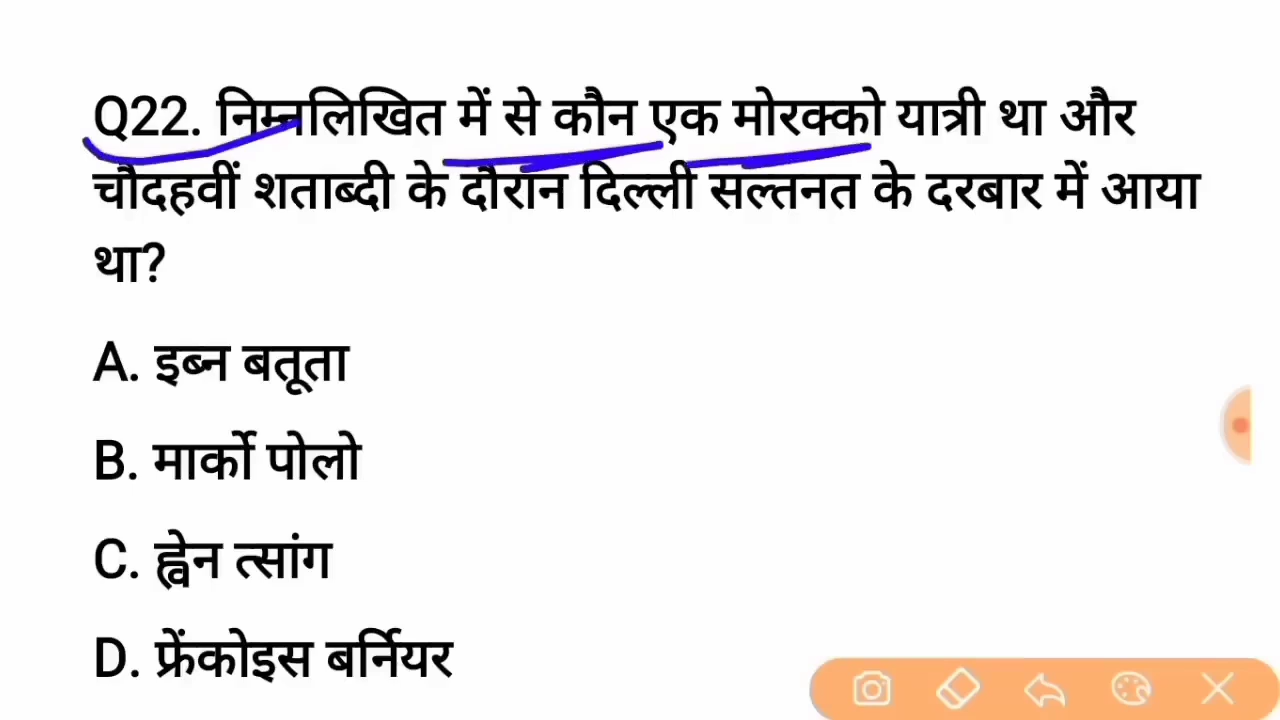 Q22. निम्नलिखित में से कौन एक मोरक्को यात्री था और
चौदहवीं शताब्दी के दौरान दिल्ली सल्तनत के दरबार में आया
था?
A. इब्न बतूता
B. मार्को पोलो
C. ह्वेन त्सांग
D. फ्रेंकोइस बर्नियर